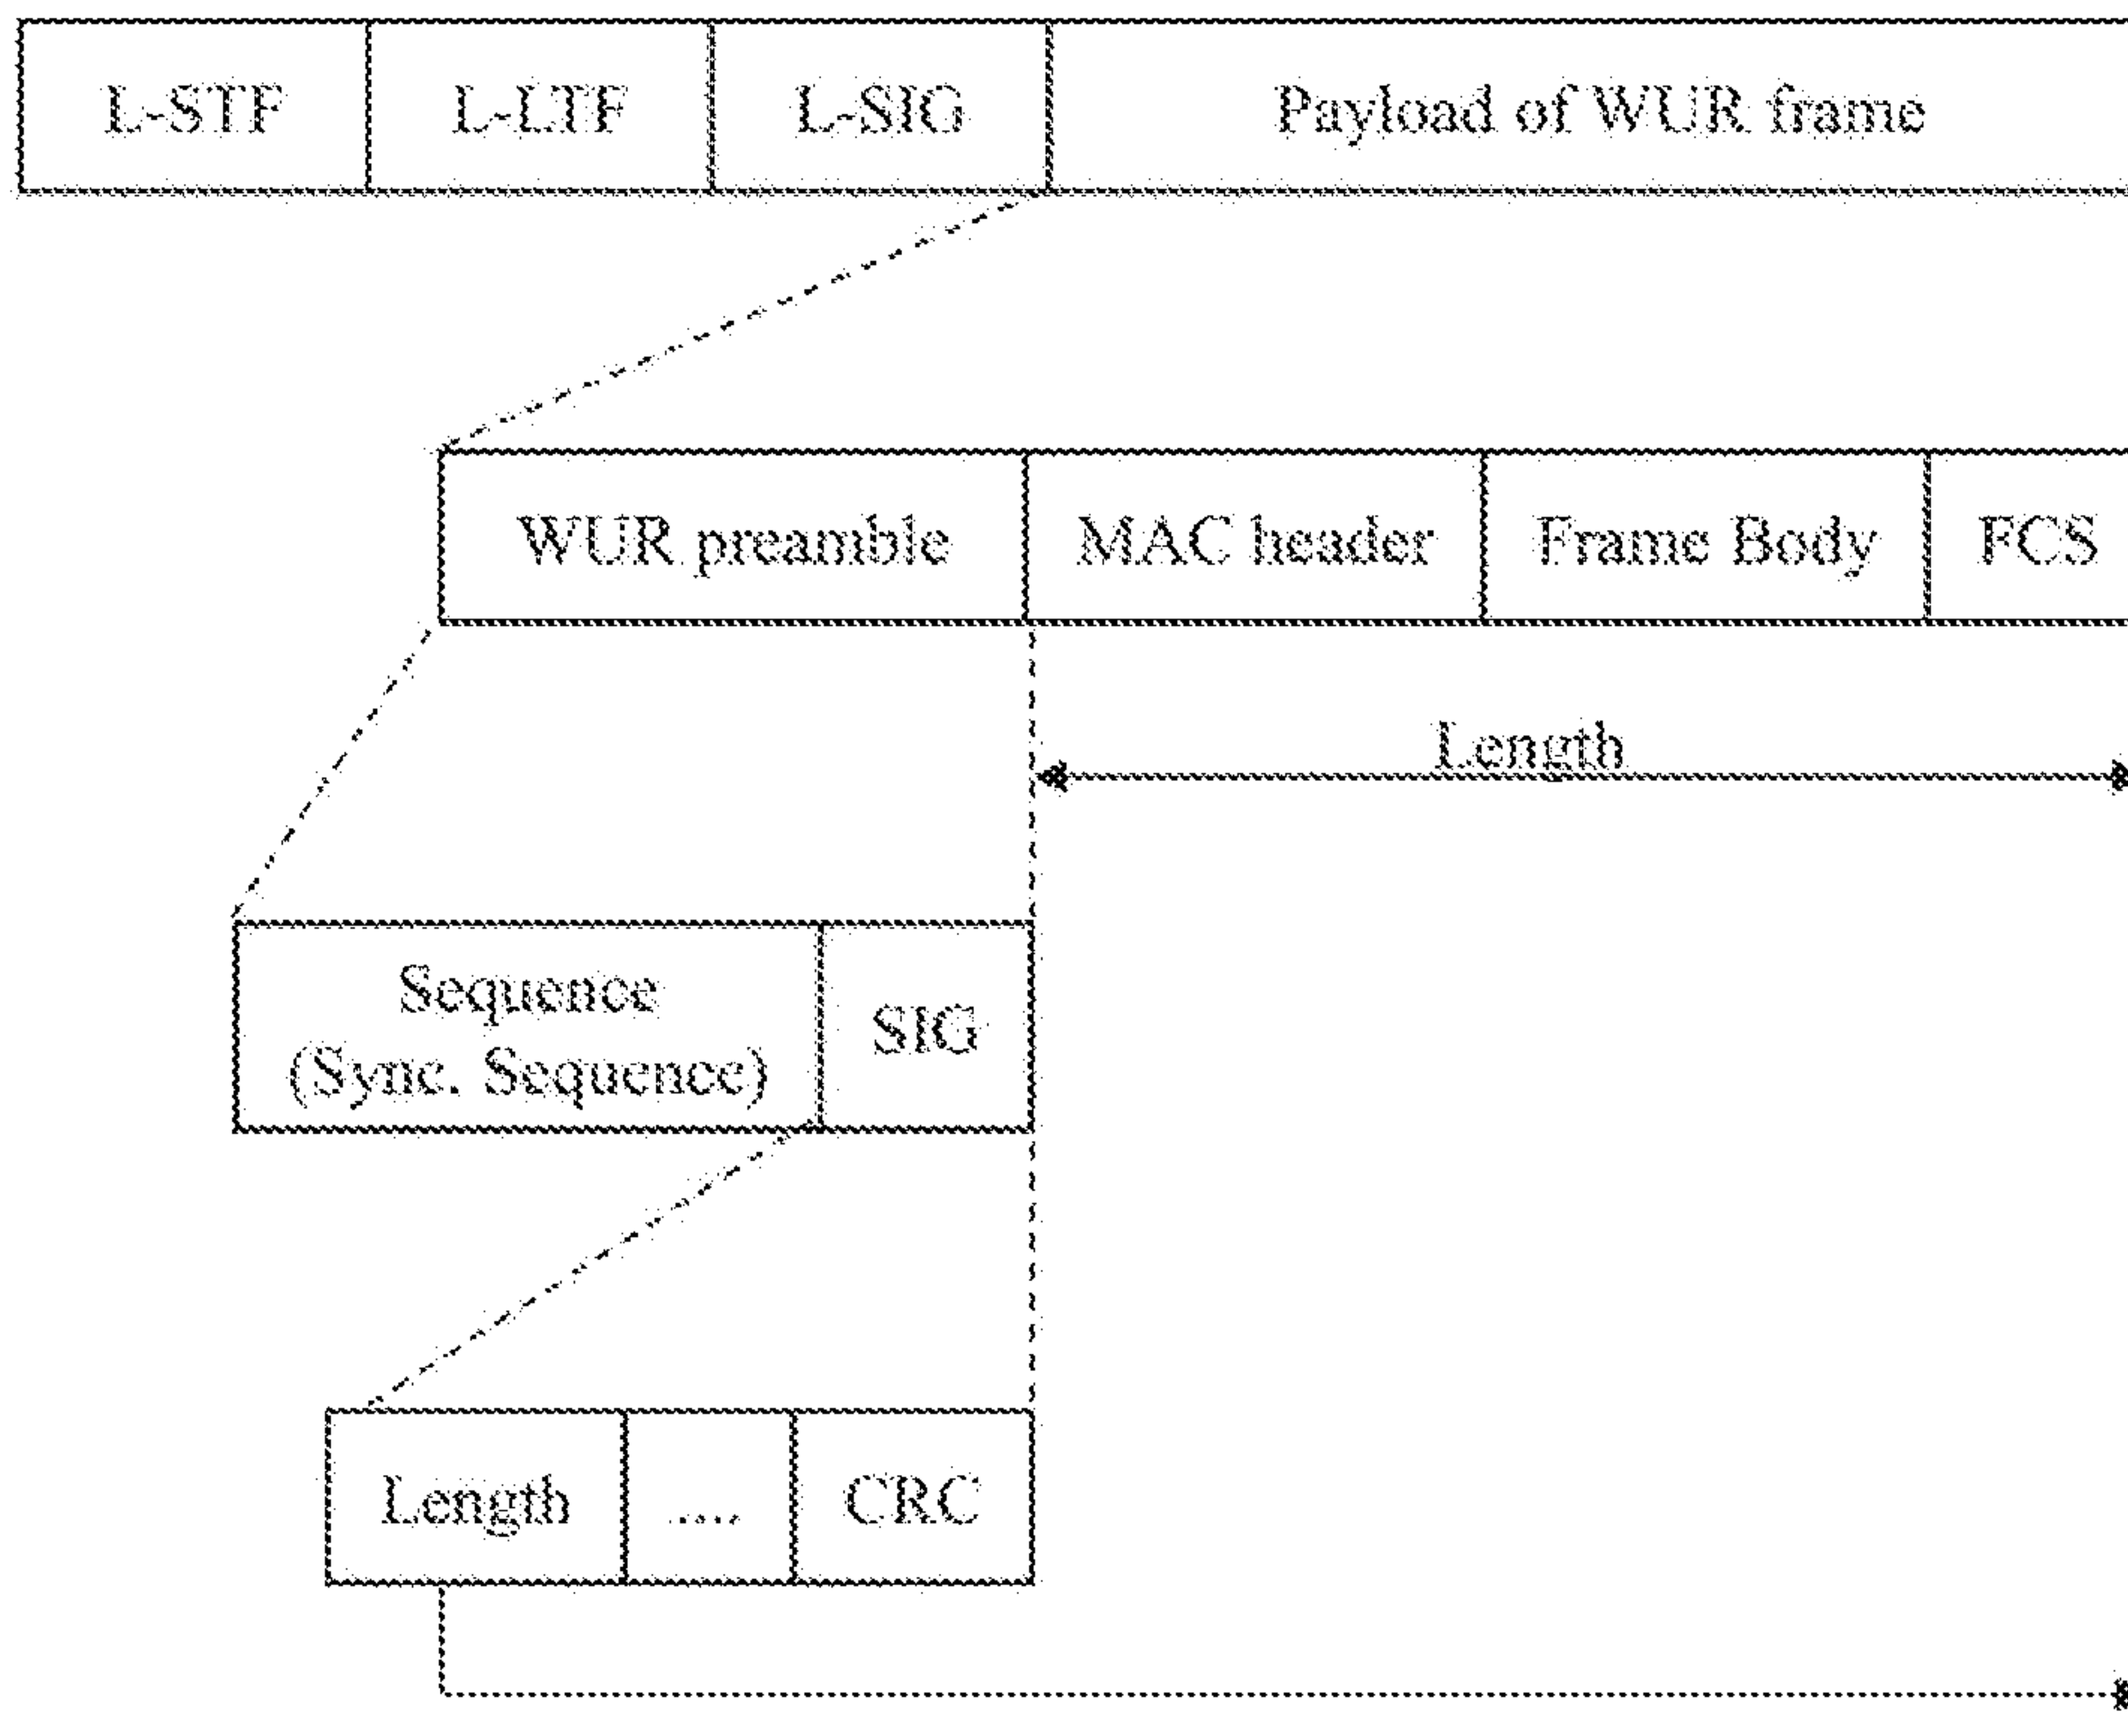 L-STF L-LTF L-SIG Payload of WUR frame
WUR preamble MAC header Frame Body FCS
Length
Sequence
(Sync. Sequence)
SIG
Length .... CRC